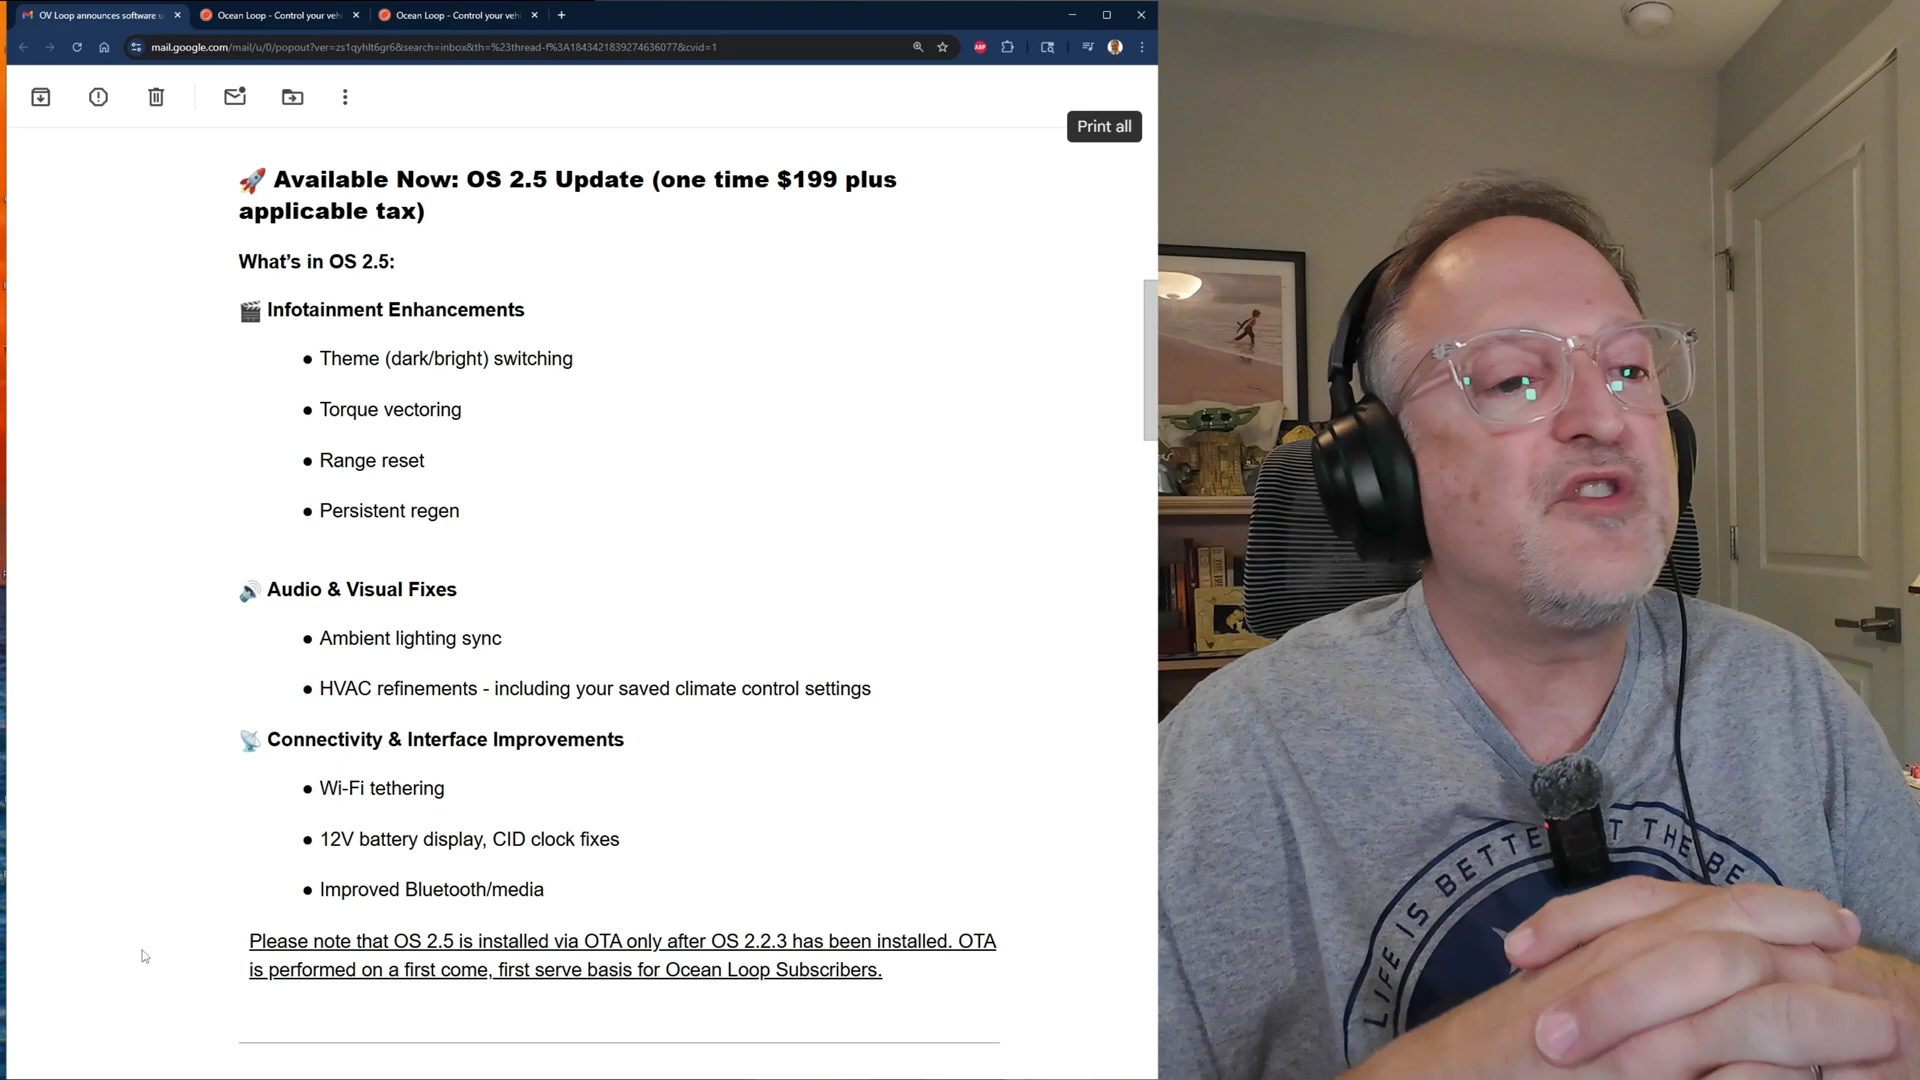 OV Loop announces software u
Ocean Loop - Control your vehi
Ocean Loop - Control your vehi
mail.google.com/mail/u/0/popout?ver=zs1qyhlt6gr6&search=inbox&th=%23thread-f%3A1843421839274636077&cvid=1
ABP
Print all
🚀 Available Now: OS 2.5 Update (one time $199 plus
applicable tax)
What's in OS 2.5:
🎬 Infotainment Enhancements
● Theme (dark/bright) switching
● Torque vectoring
● Range reset
● Persistent regen
🔊 Audio & Visual Fixes
● Ambient lighting sync
● HVAC refinements - including your saved climate control settings
📡 Connectivity & Interface Improvements
● Wi-Fi tethering
● 12V battery display, CID clock fixes
● Improved Bluetooth/media
Please note that OS 2.5 is installed via OTA only after OS 2.2.3 has been installed. OTA
is performed on a first come, first serve basis for Ocean Loop Subscribers.
LIFE IS BETTE T THE BE